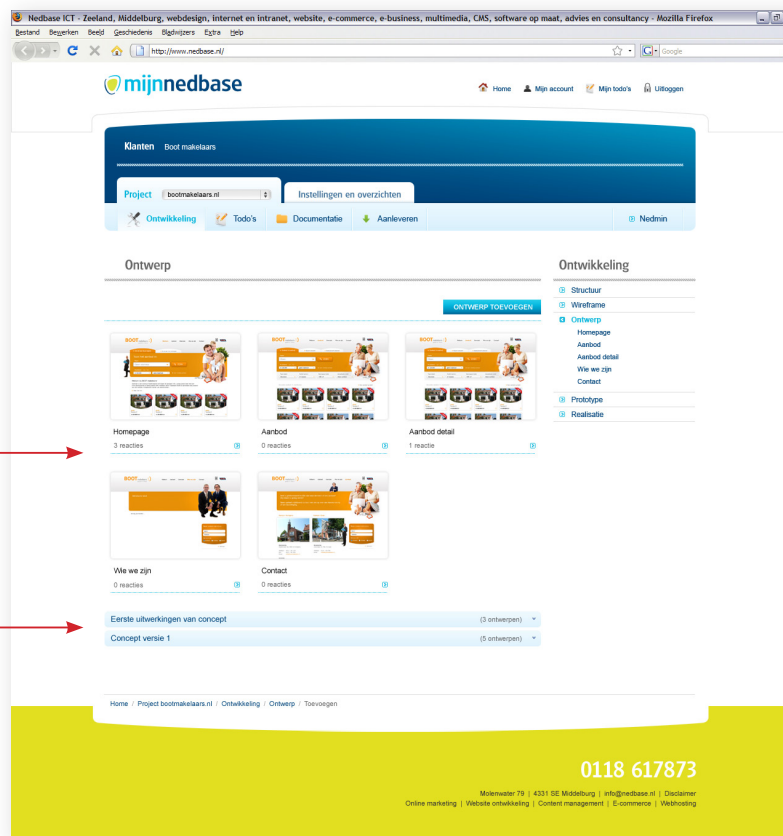 Nedbase ICT - Zeeland, Middelburg, webdesign, internet en intranet, website, e-commerce, e-business, multimedia, CMS, software op maat, advies en consultancy - Mozilla Firefox
Bestand Bewerken Beeld Geschiedenis Bladwijzers Extra Help
http://www.nedbase.nl/
Google
mijnnedbase
Home Mijn account Mijn todo's Uitloggen
Klanten Boot makelaars
Project bootmakelaars.nl Instellingen en overzichten
Ontwikkeling Todo's Documentatie Aanleveren Nedmin
Ontwerp
ONTWERP TOEVOEGEN
Homepage Aanbod Aanbod detail
3 reacties 0 reacties 1 reactie
Wie we zijn Contact
0 reacties 0 reacties
Eerste uitwerkingen van concept (3 ontwerpen)
Concept versie 1 (5 ontwerpen)
Ontwikkeling
Structuur
Wireframe
Ontwerp
Homepage
Aanbod
Aanbod detail
Wie we zijn
Contact
Prototype
Realisatie
Home / Project bootmakelaars.nl / Ontwikkeling / Ontwerp / Toevoegen
0118 617873
Molenwater 79 | 4331 SE Middelburg | info@nedbase.nl | Disclaimer
Online marketing | Website ontwikkeling | Content management | E-commerce | Webhosting